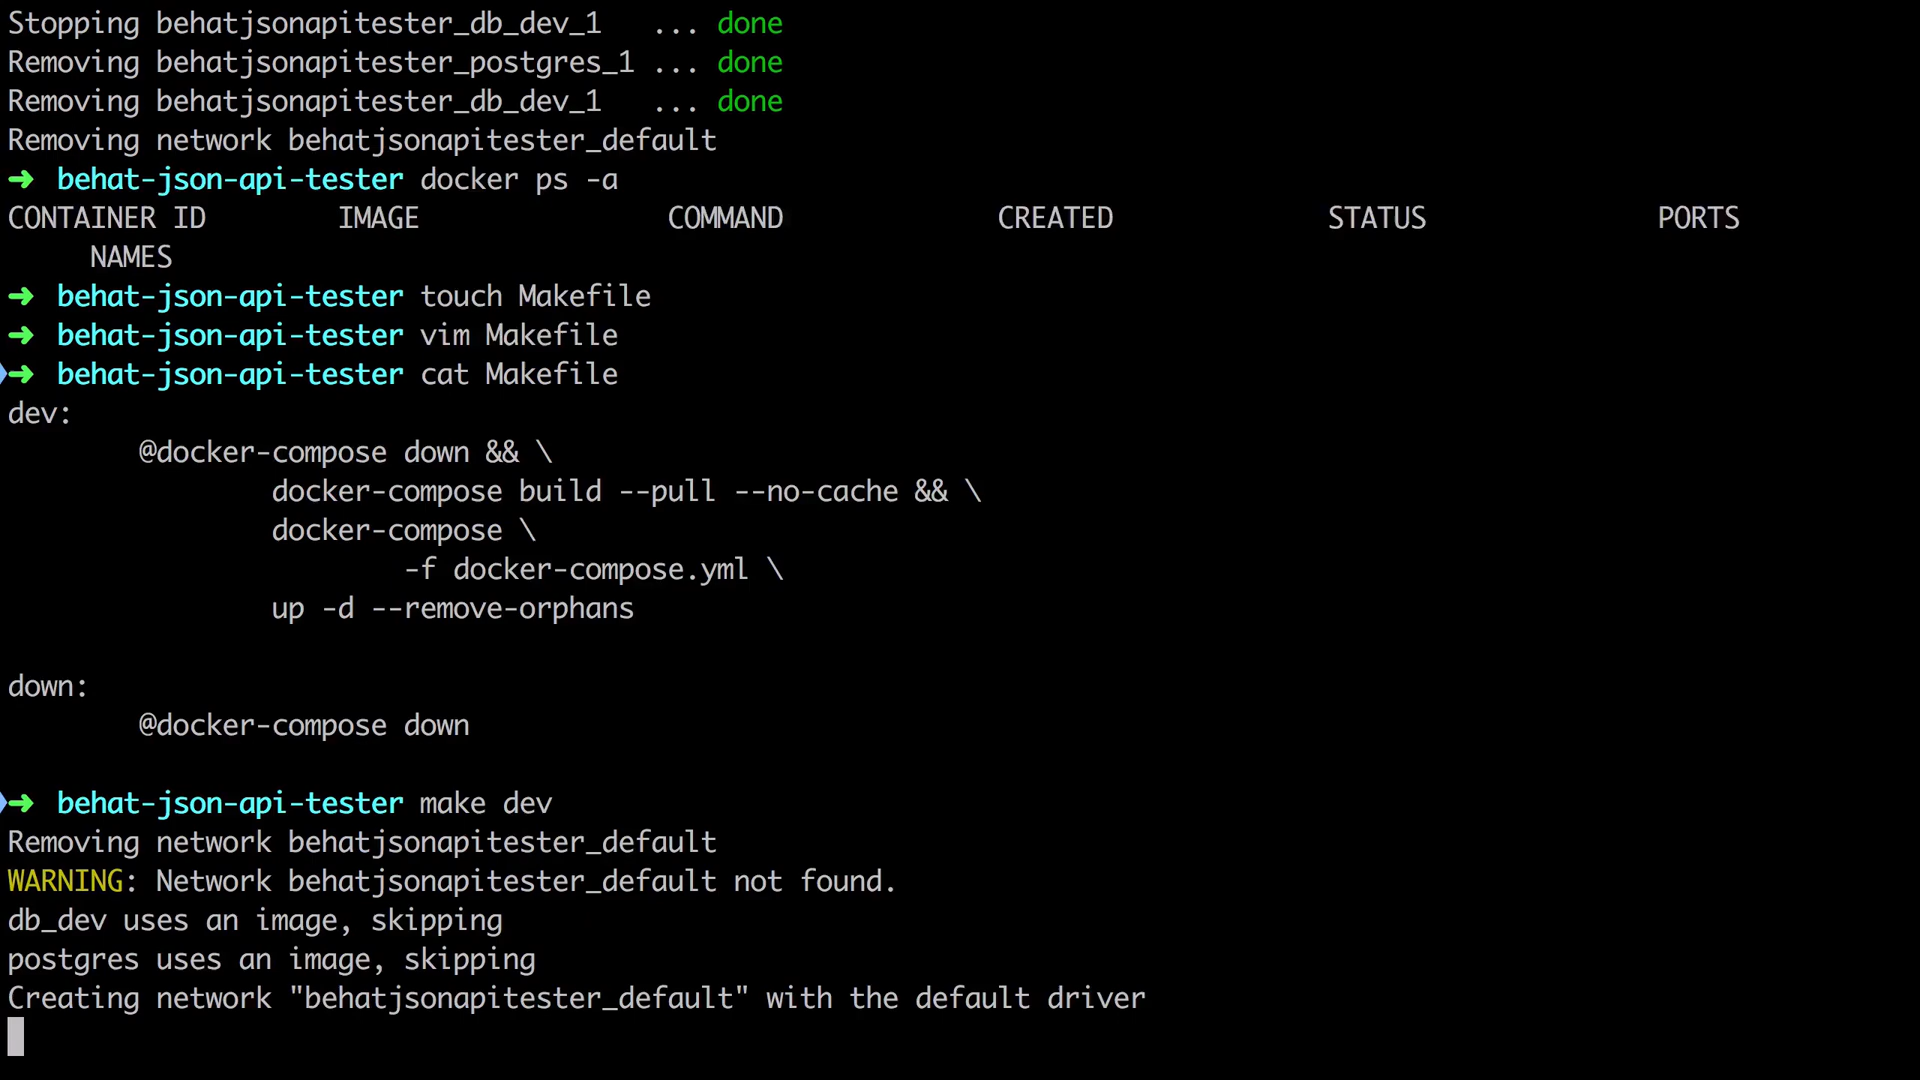 Stopping behatjsonapitester_db_dev_1   ... done
Removing behatjsonapitester_postgres_1 ... done
Removing behatjsonapitester_db_dev_1   ... done
Removing network behatjsonapitester_default
➜  behat-json-api-tester docker ps -a
CONTAINER ID        IMAGE               COMMAND             CREATED             STATUS              PORTS
     NAMES
➜  behat-json-api-tester touch Makefile
➜  behat-json-api-tester vim Makefile
➜  behat-json-api-tester cat Makefile
dev:
        @docker-compose down && \
                docker-compose build --pull --no-cache && \
                docker-compose \
                        -f docker-compose.yml \
                up -d --remove-orphans

down:
        @docker-compose down

➜  behat-json-api-tester make dev
Removing network behatjsonapitester_default
WARNING: Network behatjsonapitester_default not found.
db_dev uses an image, skipping
postgres uses an image, skipping
Creating network "behatjsonapitester_default" with the default driver